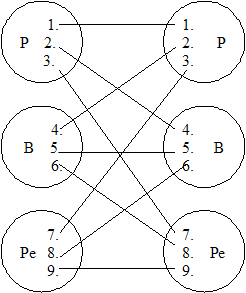 1. 1.
P 2. 2. P
3. 3.
4. 4.
B 5 5. B
6. 6.
7. 7.
Pe 8. 8. Pe
9. 9.